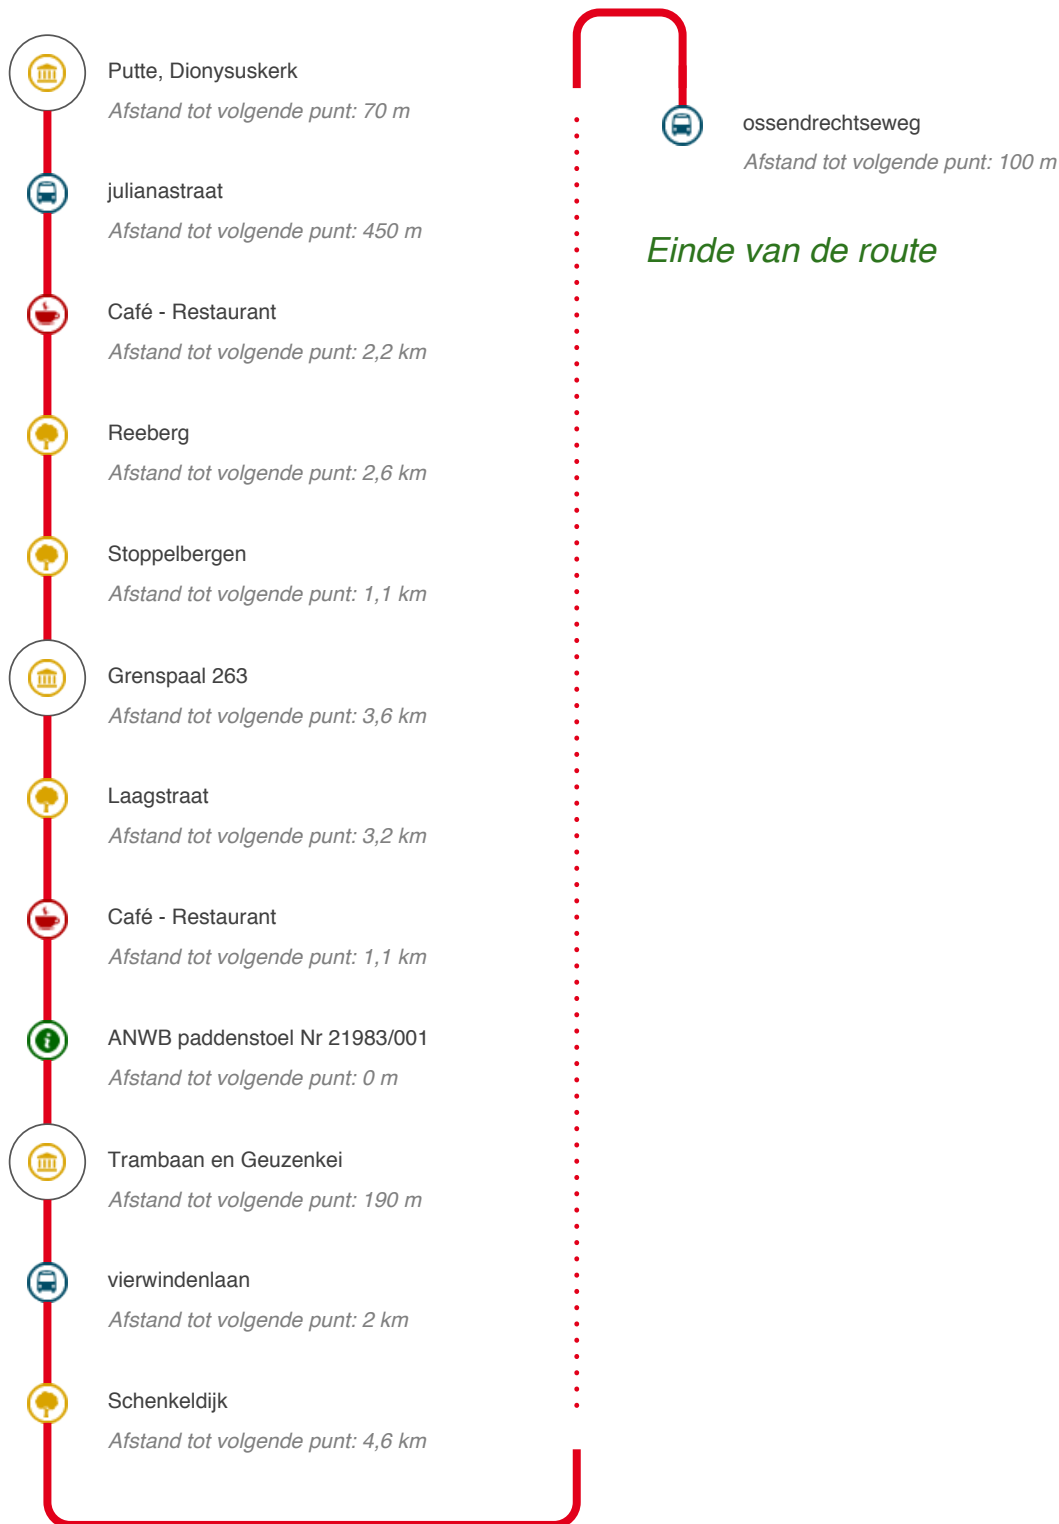 Putte, Dionysuskerk
Afstand tot volgende punt: 70 m
julianastraat
Afstand tot volgende punt: 450 m
Café - Restaurant
Afstand tot volgende punt: 2,2 km
Reeberg
Afstand tot volgende punt: 2,6 km
Stoppelbergen
Afstand tot volgende punt: 1,1 km
Grenspaal 263
Afstand tot volgende punt: 3,6 km
Laagstraat
Afstand tot volgende punt: 3,2 km
Café - Restaurant
Afstand tot volgende punt: 1,1 km
ANWB paddenstoel Nr 21983/001
Afstand tot volgende punt: 0 m
Trambaan en Geuzenkei
Afstand tot volgende punt: 190 m
vierwindenlaan
Afstand tot volgende punt: 2 km
Schenkeldijk
Afstand tot volgende punt: 4,6 km
ossendrechtseweg
Afstand tot volgende punt: 100 m
Einde van de route